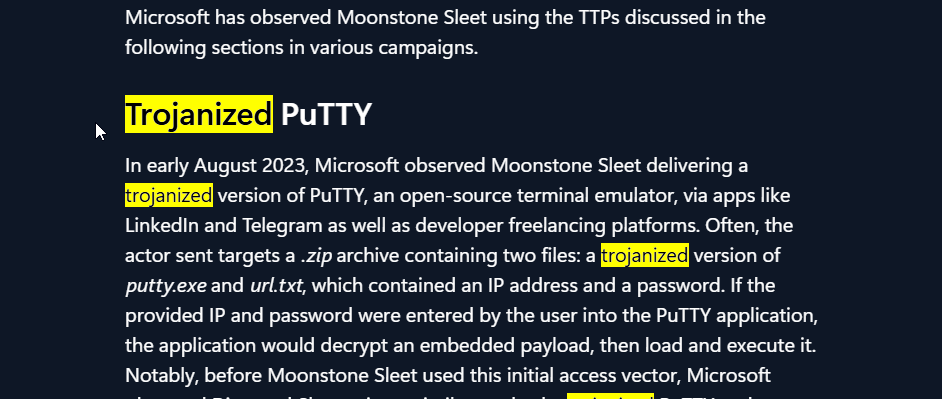 Microsoft has observed Moonstone Sleet using the TTPs discussed in the
following sections in various campaigns.
Trojanized PuTTY
In early August 2023, Microsoft observed Moonstone Sleet delivering a
trojanized version of PuTTY, an open-source terminal emulator, via apps like
LinkedIn and Telegram as well as developer freelancing platforms. Often, the
actor sent targets a .zip archive containing two files: a trojanized version of
putty.exe and url.txt, which contained an IP address and a password. If the
provided IP and password were entered by the user into the PuTTY application,
the application would decrypt an embedded payload, then load and execute it.
Notably, before Moonstone Sleet used this initial access vector, Microsoft